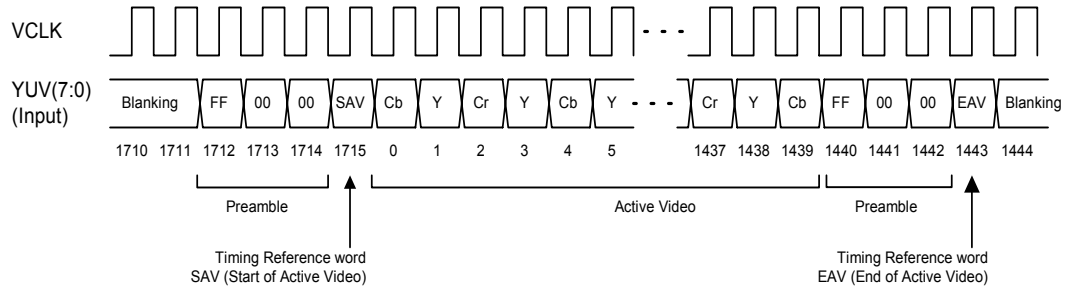 VCLK
YUV(7:0) Blanking FF 00 00 SAV Cb Y Cr Y Cb Y Cr Y Cb FF 00 00 EAV Blanking
(Input)
1710 1711 1712 1713 1714 1715 0 1 2 3 4 5 1437 1438 1439 1440 1441 1442 1443 1444
Preamble Active Video Preamble
Timing Reference word Timing Reference word
SAV (Start of Active Video) EAV (End of Active Video)